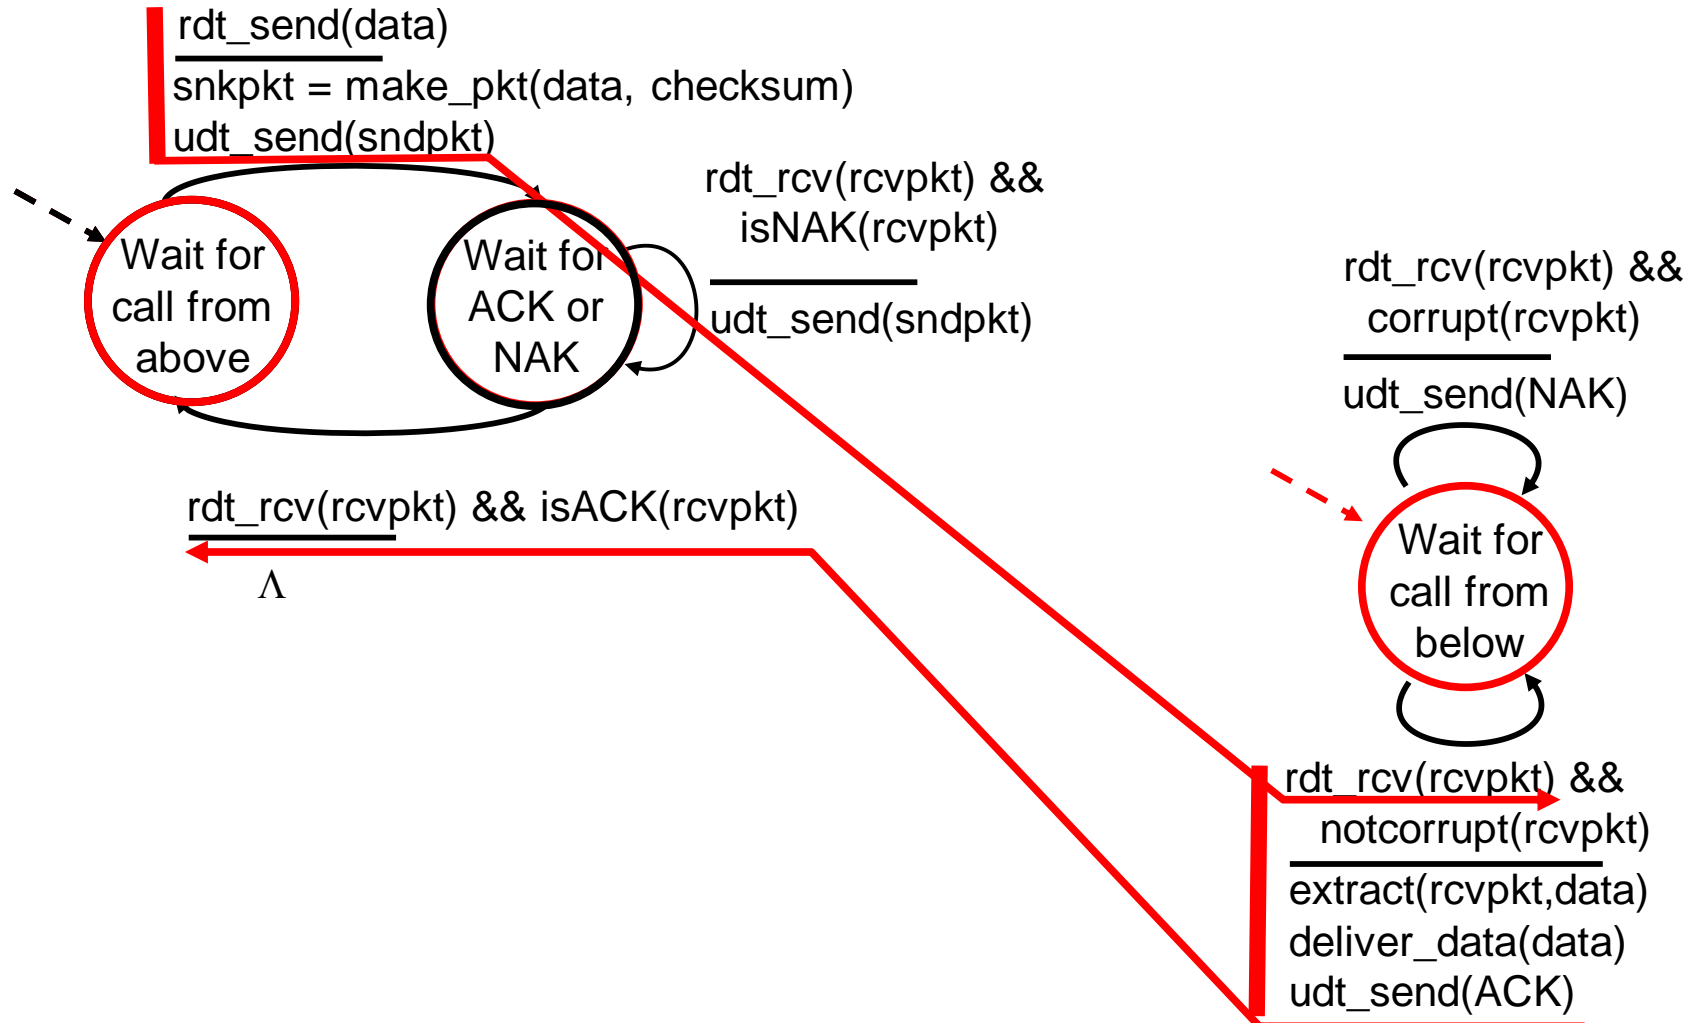 rdt_send(data)
snkpkt = make_pkt(data, checksum)
udt_send(sndpkt)
rdt_rcv(rcvpkt) &&
isNAK(rcvpkt)
udt_send(sndpkt)
Wait for
call from
above
Wait for
ACK or
NAK
rdt_rcv(rcvpkt) && isACK(rcvpkt)
Λ
rdt_rcv(rcvpkt) &&
corrupt(rcvpkt)
udt_send(NAK)
Wait for
call from
below
rdt_rcv(rcvpkt) &&
notcorrupt(rcvpkt)
extract(rcvpkt,data)
deliver_data(data)
udt_send(ACK)